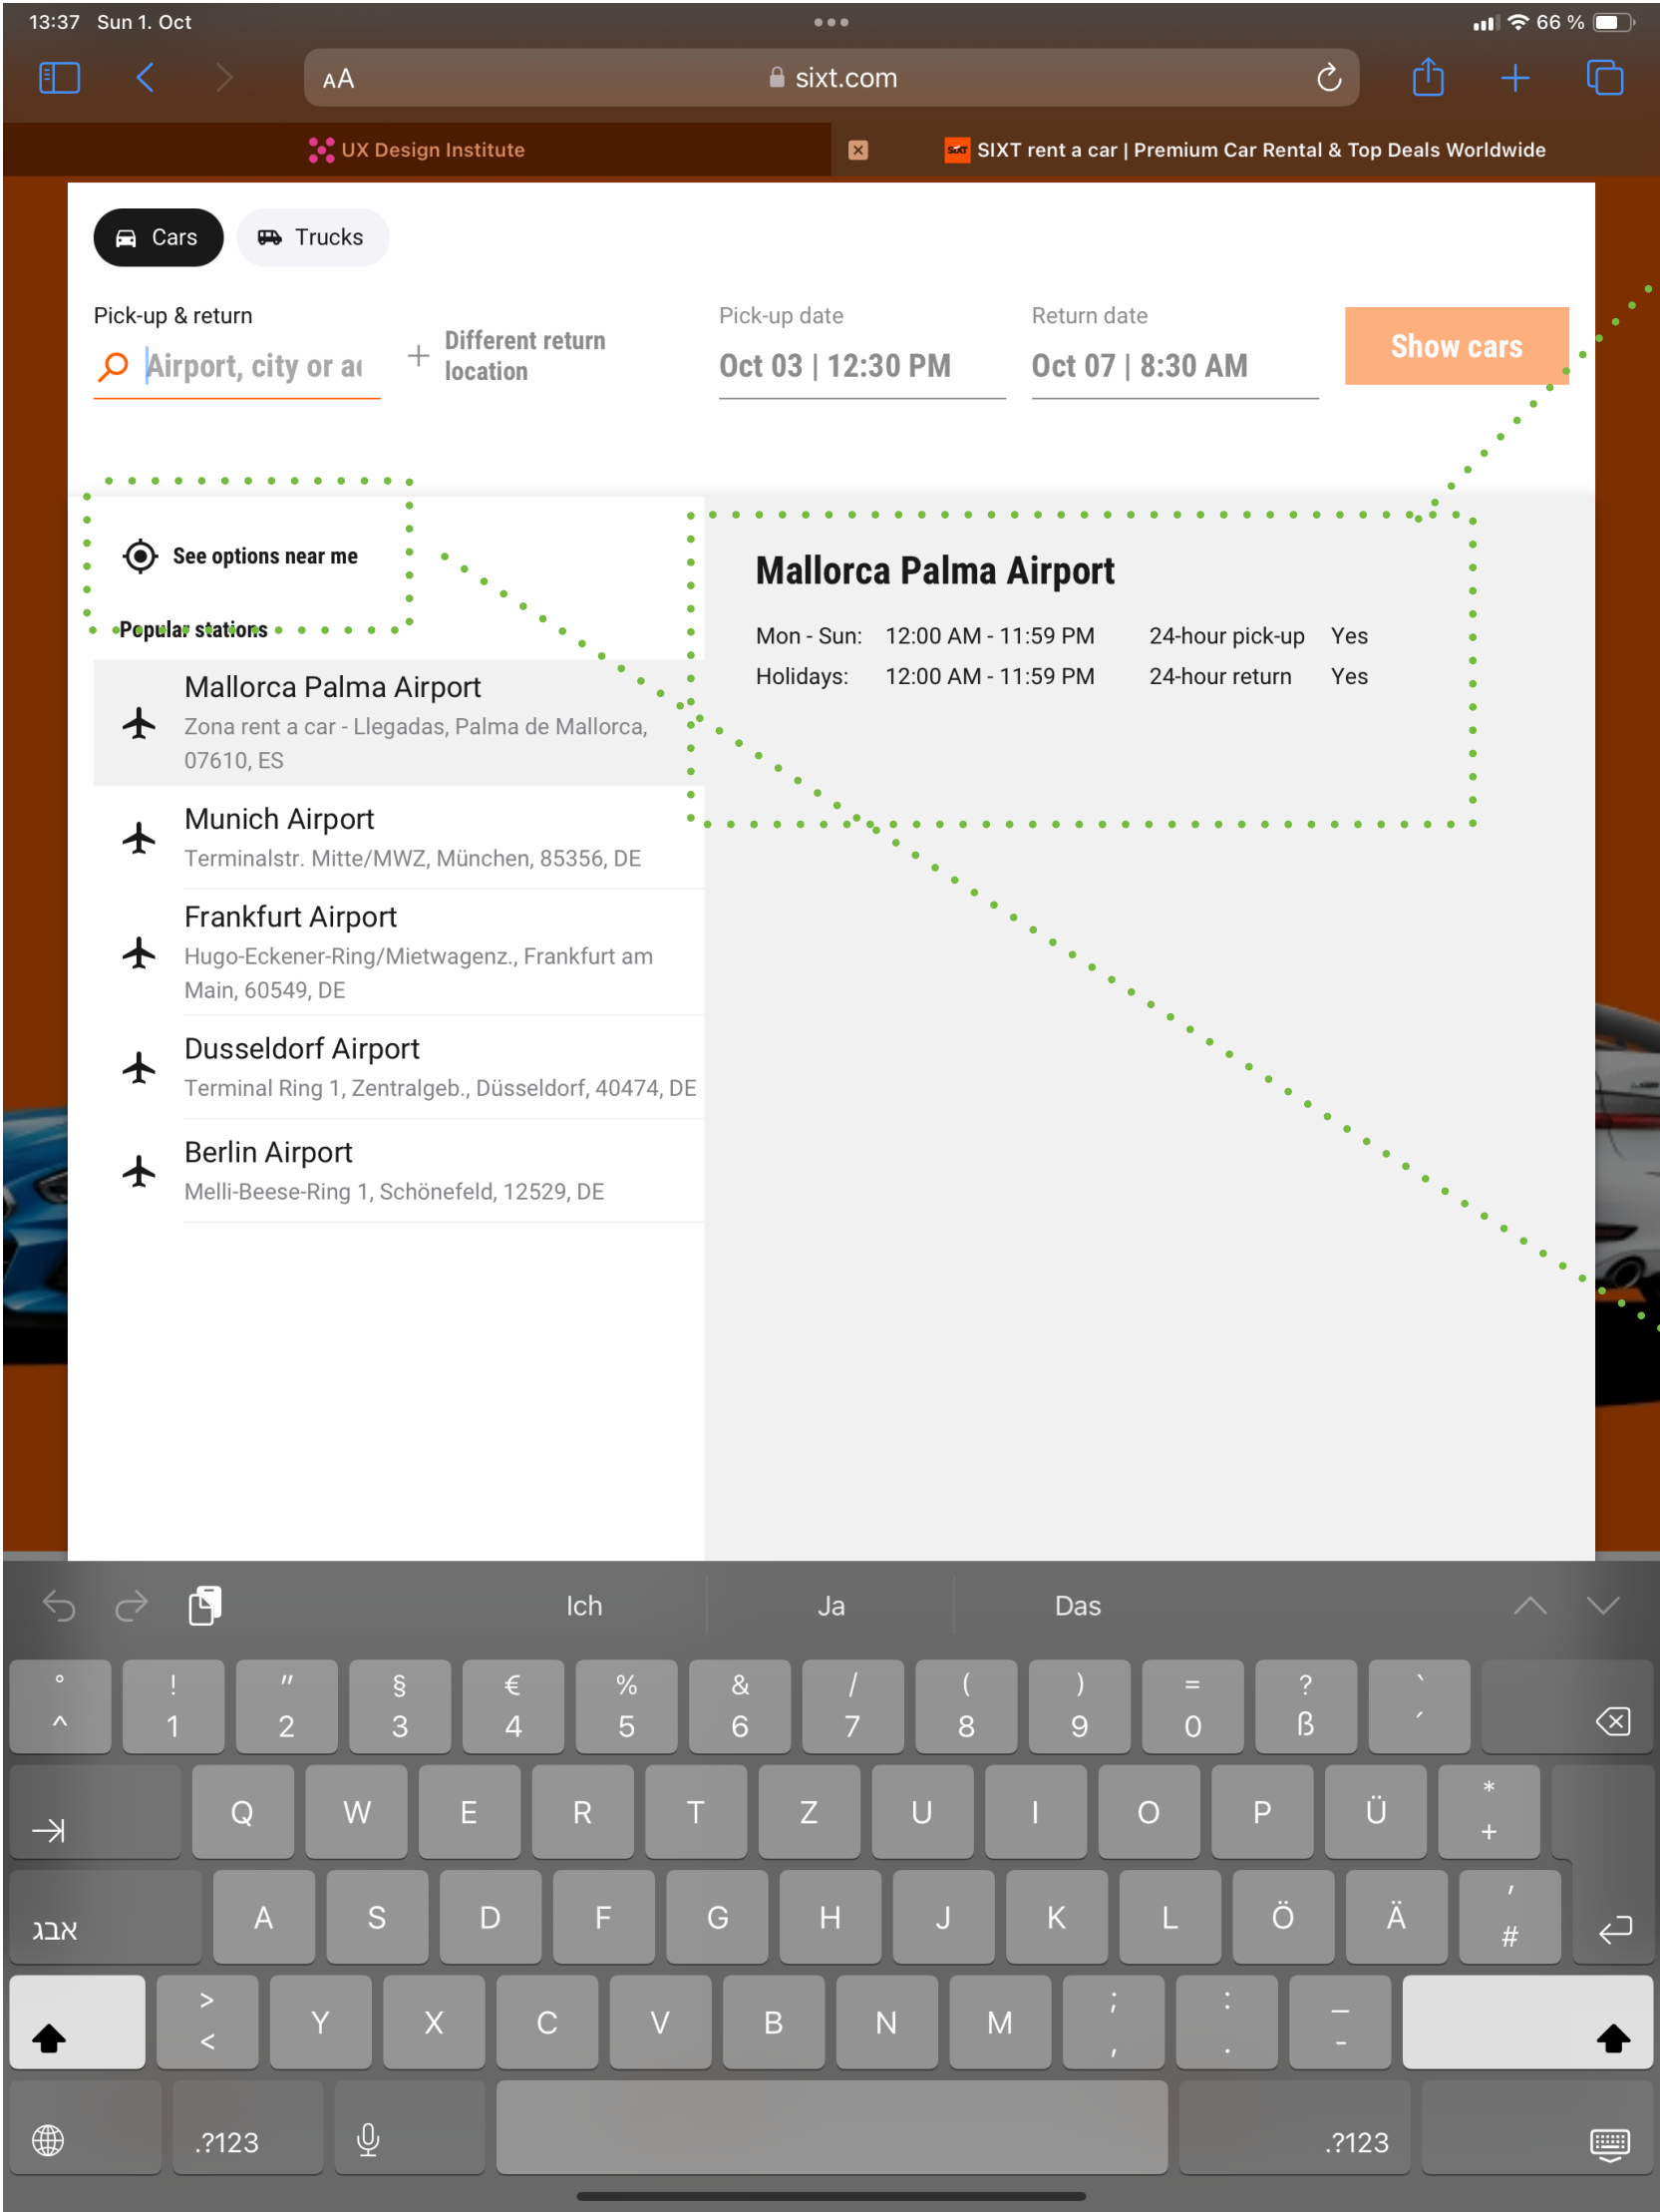 13:37 Sun 1. Oct
66 %
AA
sixt.com
UX Design Institute
SIXT
SIXT rent a car | Premium Car Rental & Top Deals Worldwide
Cars
Trucks
Pick-up & return
Airport, city or a
Different return
location
Pick-up date
Oct 03 | 12:30 PM
Return date
Oct 07 | 8:30 AM
Show cars
See options near me
Popular stations
Mallorca Palma Airport
Zona rent a car - Llegadas, Palma de Mallorca,
07610, ES
Munich Airport
Terminalstr. Mitte/MWZ, München, 85356, DE
Frankfurt Airport
Hugo-Eckener-Ring/Mietwagenz., Frankfurt am
Main, 60549, DE
Dusseldorf Airport
Terminal Ring 1, Zentralgeb., Düsseldorf, 40474, DE
Berlin Airport
Melli-Beese-Ring 1, Schönefeld, 12529, DE
Mallorca Palma Airport
Mon - Sun: 12:00 AM - 11:59 PM 24-hour pick-up Yes
Holidays: 12:00 AM - 11:59 PM 24-hour return Yes
Ich Ja Das
° ! " § € % & / ( ) = ? `
^ 1 2 3 4 5 6 7 8 9 0 ß ´
Q W E R T Z U I O P Ü * +
אבג A S D F G H J K L Ö Ä ' #
> < Y X C V B N M ; , : . _ -
.?123 .?123